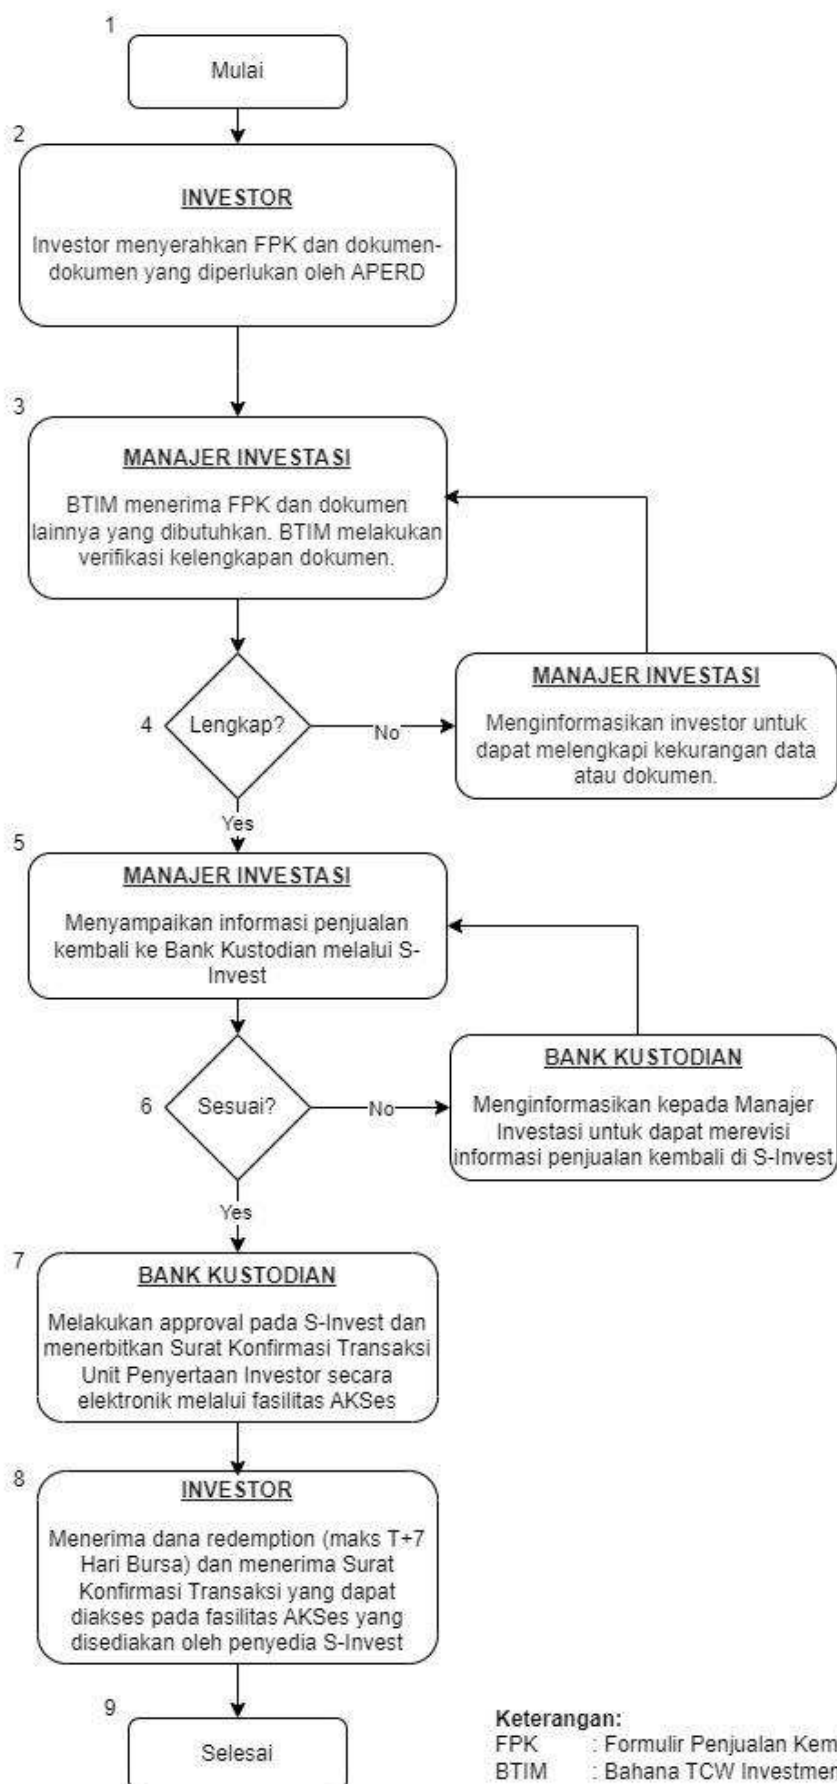 1
Mulai
2
INVESTOR
Investor menyerahkan FPK dan dokumen-
dokumen yang diperlukan oleh APERD
3
MANAJER INVESTASI
BTIM menerima FPK dan dokumen
lainnya yang dibutuhkan. BTIM melakukan
verifikasi kelengkapan dokumen.
4
Lengkap?
No
MANAJER INVESTASI
Menginformasikan investor untuk
dapat melengkapi kekurangan data
atau dokumen.
Yes
5
MANAJER INVESTASI
Menyampaikan informasi penjualan
kembali ke Bank Kustodian melalui S-
Invest
6
Sesuai?
No
BANK KUSTODIAN
Menginformasikan kepada Manajer
Investasi untuk dapat merevisi
informasi penjualan kembali di S-Invest
Yes
7
BANK KUSTODIAN
Melakukan approval pada S-Invest dan
menerbitkan Surat Konfirmasi Transaksi
Unit Penyertaan Investor secara
elektronik melalui fasilitas AKSes
8
INVESTOR
Menerima dana redemption (maks T+7
Hari Bursa) dan menerima Surat
Konfirmasi Transaksi yang dapat
diakses pada fasilitas AKSes yang
disediakan oleh penyedia S-Invest
9
Selesai
Keterangan:
FPK : Formulir Penjualan Kem
BTIM : Bahana TCW Investmen